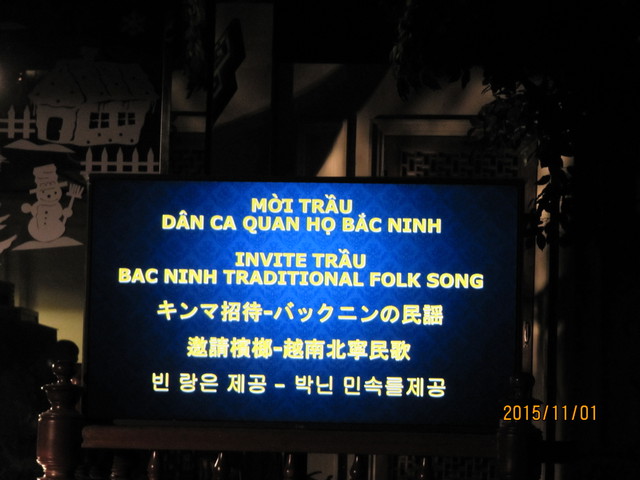 MỜI TRẦU
DÂN CA QUAN HỌ BẮC NINH
INVITE TRẦU
BAC NINH TRADITIONAL FOLK SONG
キンマ招待-バックニンの民謡
邀請檳榔-越南北寧民歌
빈 랑은 제공 – 박닌 민속를제공
2015/11/01